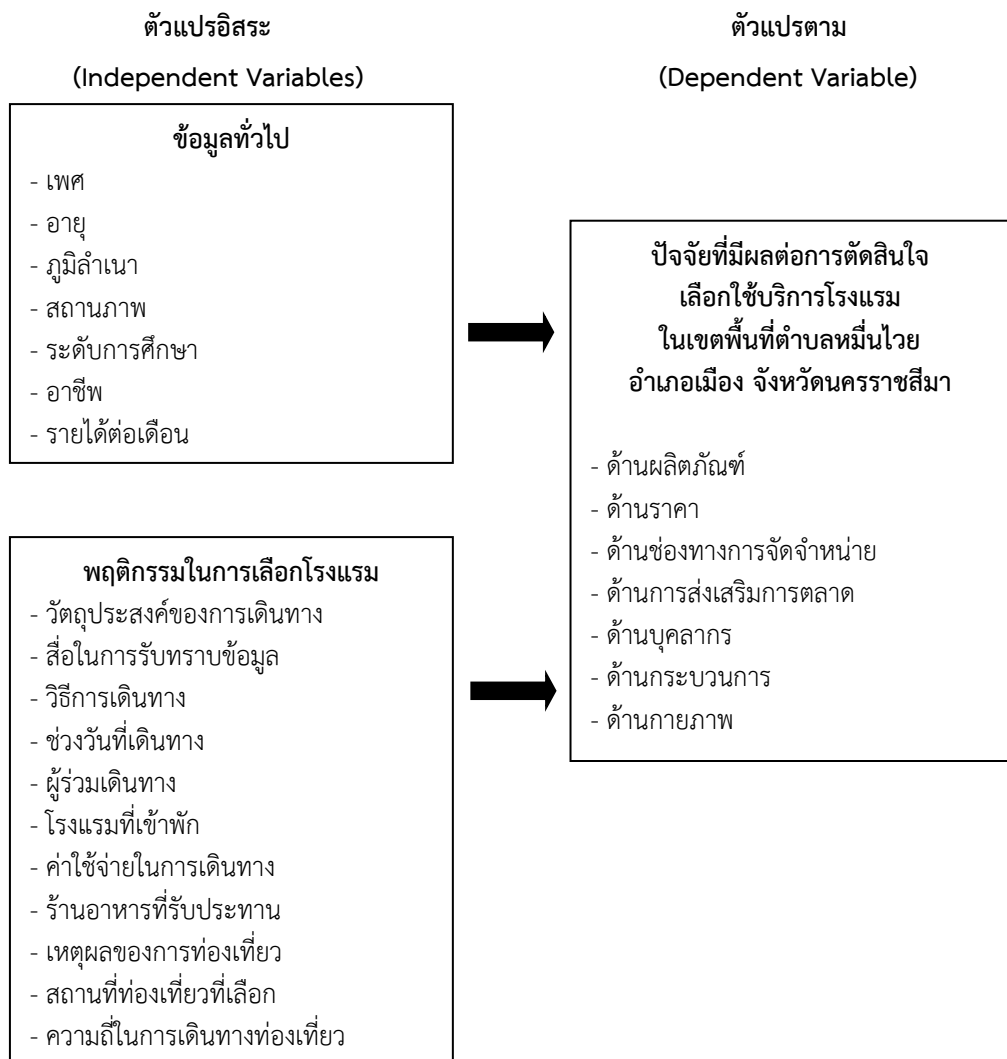 ตัวแปรอิสระ
(Independent Variables)
ข้อมูลทั่วไป
- เพศ
- อายุ
- ภูมิลำเนา
- สถานภาพ
- ระดับการศึกษา
- อาชีพ
- รายได้ต่อเดือน
พฤติกรรมในการเลือกโรงแรม
- วัตถุประสงค์ของการเดินทาง
- สื่อในการรับทราบข้อมูล
- วิธีการเดินทาง
- ช่วงวันที่เดินทาง
- ผู้ร่วมเดินทาง
- โรงแรมที่เข้าพัก
- ค่าใช้จ่ายในการเดินทาง
- ร้านอาหารที่รับประทาน
- เหตุผลของการท่องเที่ยว
- สถานที่ท่องเที่ยวที่เลือก
- ความถี่ในการเดินทางท่องเที่ยว
ตัวแปรตาม
(Dependent Variable)
ปัจจัยที่มีผลต่อการตัดสินใจ
เลือกใช้บริการโรงแรม
ในเขตพื้นที่ตำบลหมื่นไวย
อำเภอเมือง จังหวัดนครราชสีมา
- ด้านผลิตภัณฑ์
- ด้านราคา
- ด้านช่องทางการจัดจำหน่าย
- ด้านการส่งเสริมการตลาด
- ด้านบุคลากร
- ด้านกระบวนการ
- ด้านกายภาพ